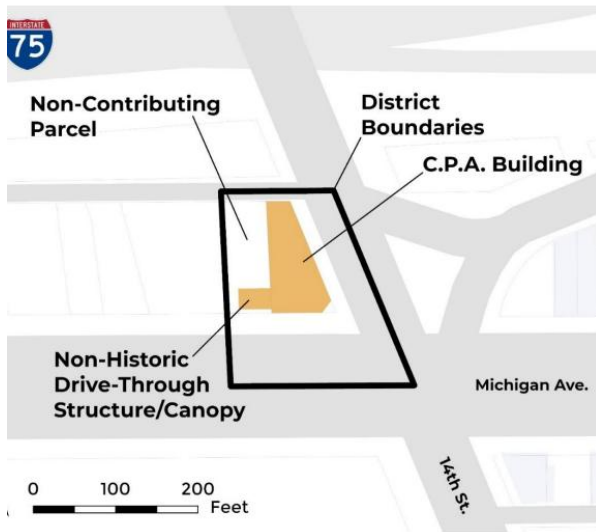 INTERSTATE
75
Non-Contributing
Parcel
District
Boundaries
C.P.A. Building
Non-Historic
Drive-Through
Structure/Canopy
Michigan Ave.
14th St.
0 100 200
Feet